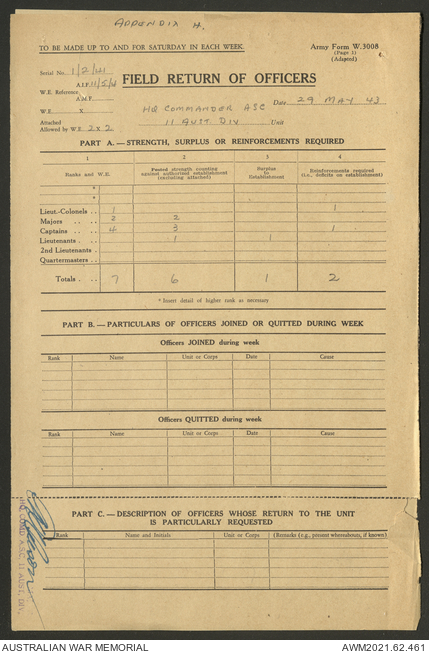 APPENDIX H.
TO BE MADE UP TO AND FOR SATURDAY IN EACH WEEK.
Army Form W.3008
(Page 3)
(Adapted)
Serial No. 1/2/41
A.I.F. 11/5/41
W.E. Reference
A.M.F.
FIELD RETURN OF OFFICERS
W.E. X
HQ COMMANDER ASC
Date 29 MAY 43
Attached
Allowed by W.E. 2 X 2
11 AUST. DIV Unit
PART A.—STRENGTH, SURPLUS OR REINFORCEMENTS REQUIRED
1 2 3 4
Ranks and W.E.
Posted strength counting
against authorised establishment
(excluding attached)
Surplus
to
Establishment
Reinforcements required
(i.e., deficits on establishment)
*
*
Lieut.-Colonels .. 1 1
Majors .. .. 2 2
Captains .. .. 4 3 1
Lieutenants .. .. 1 1
2nd Lieutenants ..
Quartermasters ..
Totals .. .. 7 6 1 2
* Insert detail of higher rank as necessary
PART B.—PARTICULARS OF OFFICERS JOINED OR QUITTED DURING WEEK
Officers JOINED during week
Rank Name Unit or Corps Date Cause
Officers QUITTED during week
Rank Name Unit or Corps Date Cause
PART C.—DESCRIPTION OF OFFICERS WHOSE RETURN TO THE UNIT
IS PARTICULARLY REQUESTED
Rank Name and Initials Unit or Corps (Remarks (e.g., present whereabouts, if known)
HQ COMD A.S.C. 11 AUST. DIV.
AUSTRALIAN WAR MEMORIAL
AWM2021.62.461